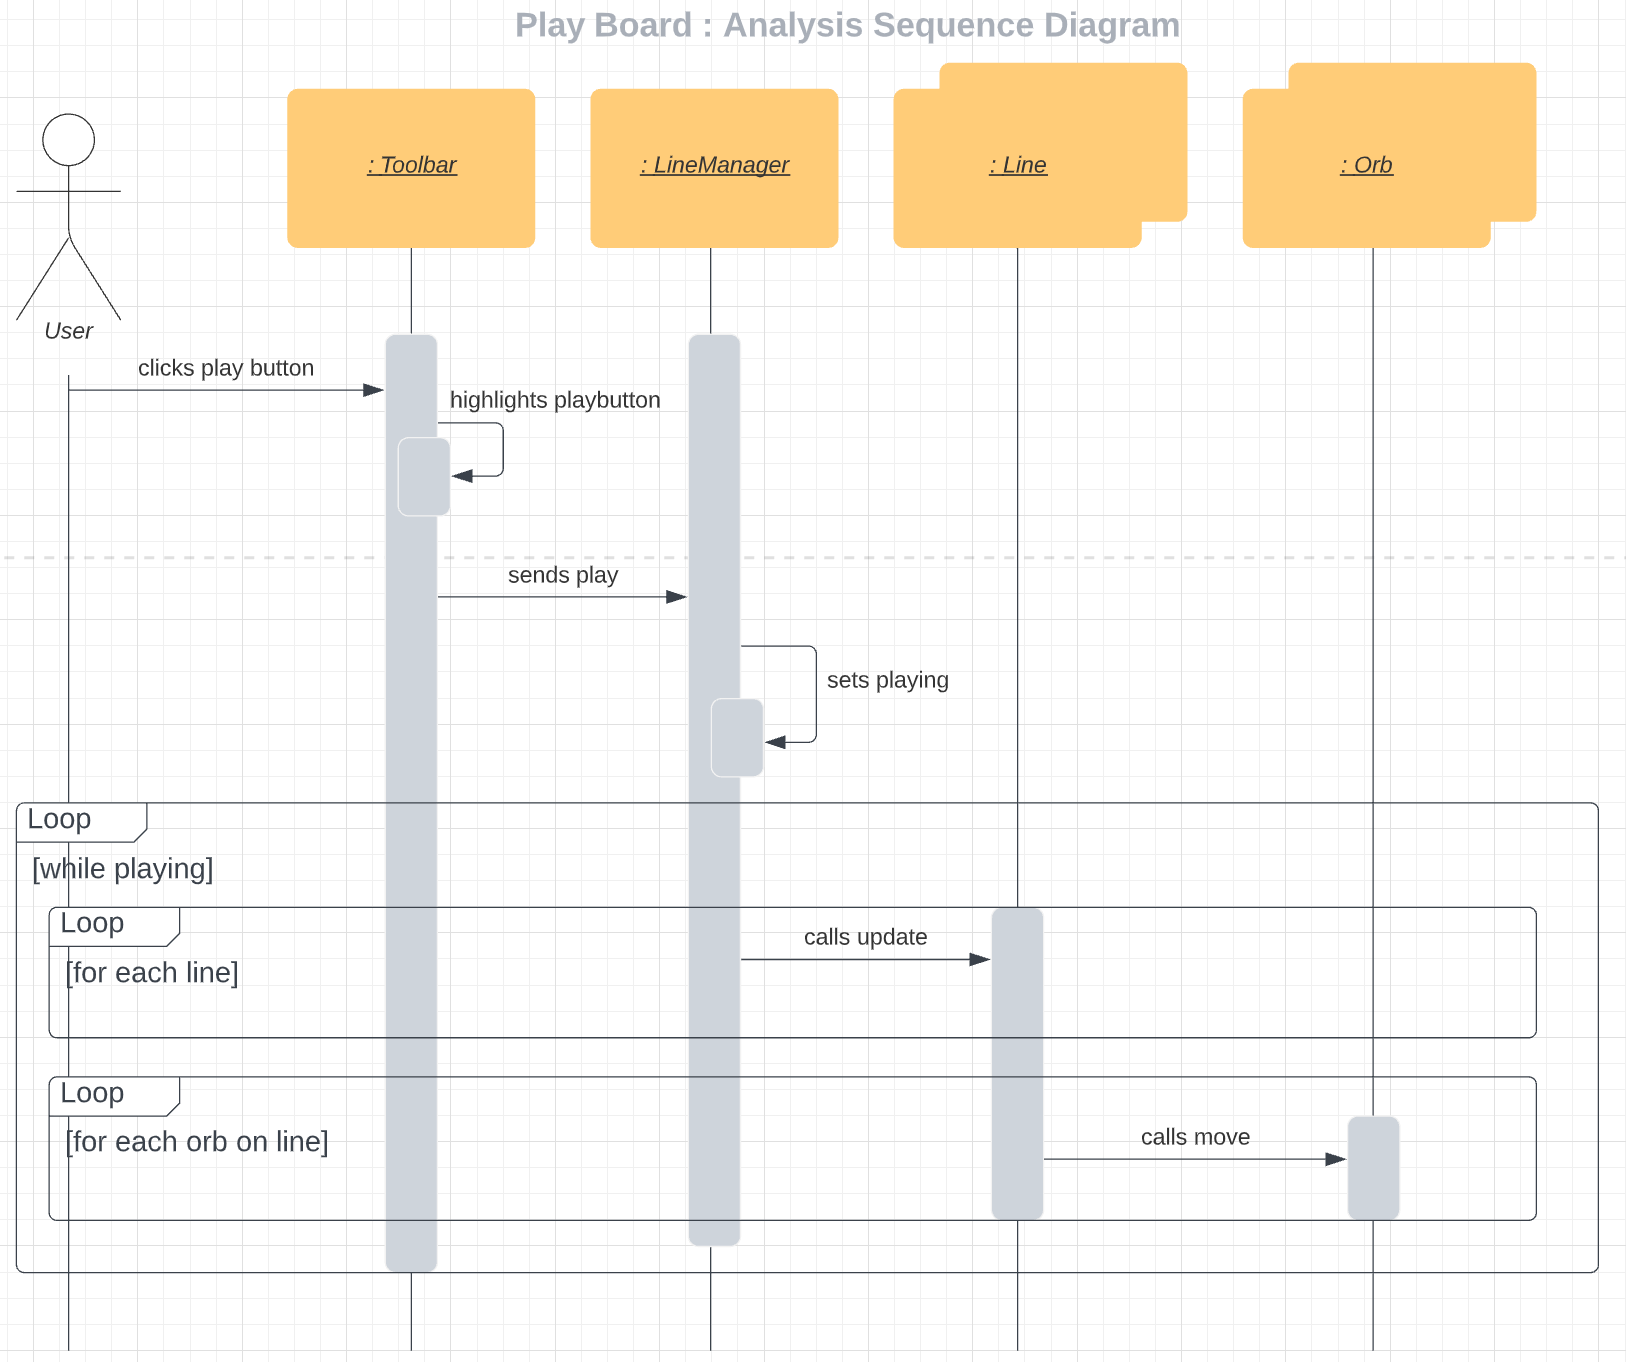 Play Board : Analysis Sequence Diagram
: Toolbar
: LineManager
: Line
: Orb
User
clicks play button
highlights playbutton
sends play
sets playing
Loop
[while playing]
Loop
[for each line]
calls update
Loop
[for each orb on line]
calls move